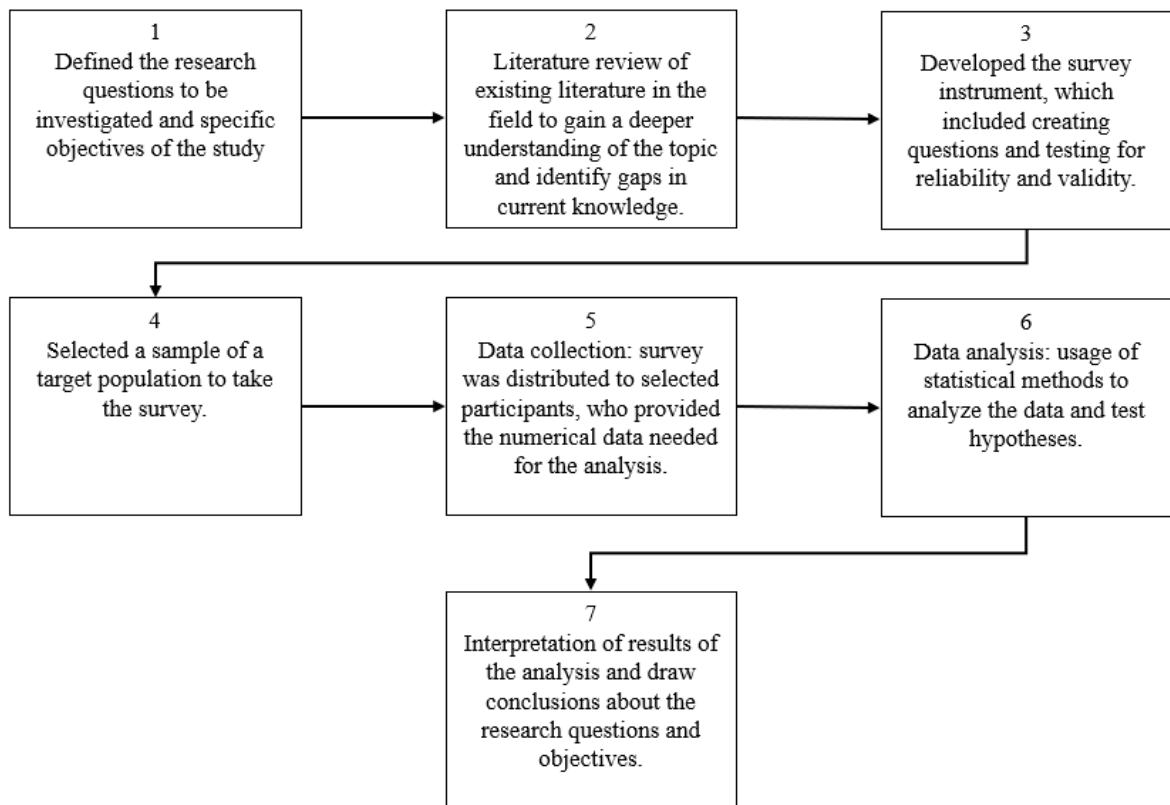 1
Defined the research
questions to be
investigated and specific
objectives of the study
2
Literature review of
existing literature in the
field to gain a deeper
understanding of the topic
and identify gaps in
current knowledge.
3
Developed the survey
instrument, which
included creating
questions and testing for
reliability and validity.
4
Selected a sample of a
target population to take
the survey.
5
Data collection: survey
was distributed to selected
participants, who provided
the numerical data needed
for the analysis.
6
Data analysis: usage of
statistical methods to
analyze the data and test
hypotheses.
7
Interpretation of results of
the analysis and draw
conclusions about the
research questions and
objectives.